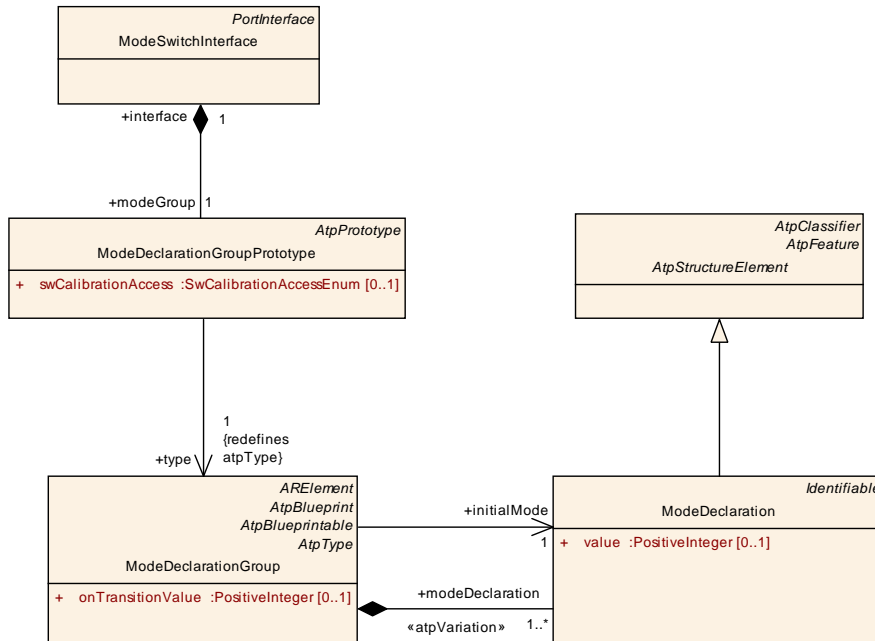 PortInterface
ModeSwitchInterface
+interface
1
+modeGroup
1
AtpPrototype
ModeDeclarationGroupPrototype
+ swCalibrationAccess :SwCalibrationAccessEnum [0..1]
AtpClassifier
AtpFeature
AtpStructureElement
1
{redefines
+type
atpType}
ARElement
AtpBlueprint
AtpBlueprintable
AtpType
ModeDeclarationGroup
+ onTransitionValue :PositiveInteger [0..1]
+initialMode
1
Identifiable
ModeDeclaration
+ value :PositiveInteger [0..1]
+modeDeclaration
«atpVariation»
1..*